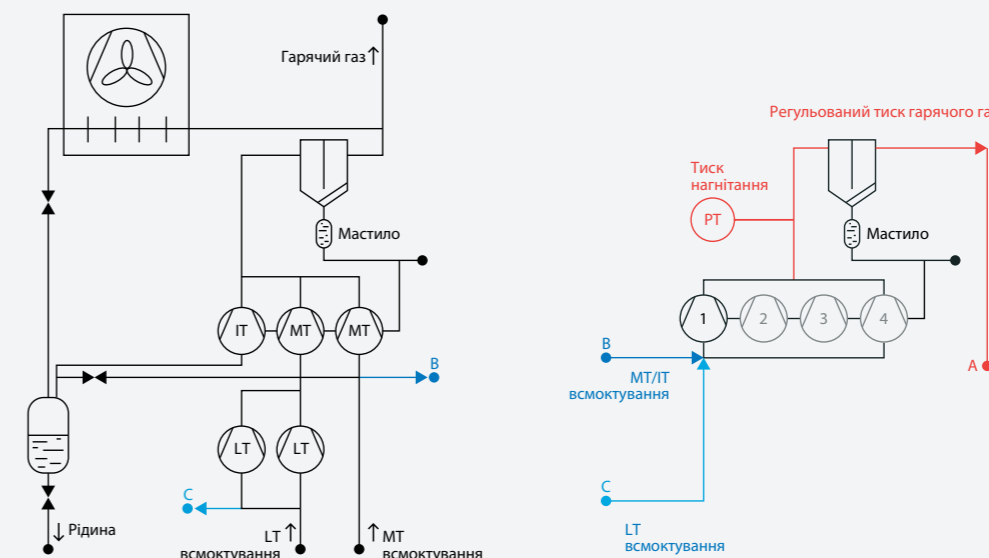 Гарячий газ ↑
Мастило
IT
MT
MT
B
LT
LT
C
↓ Рідина
LT ↑
всмоктування
↑ MT
всмоктування
Регульований тиск гарячого га
Тиск
нагнітання
PT
Мастило
1
2
3
4
B
MT/IT
всмоктування
A
C
LT
всмоктування